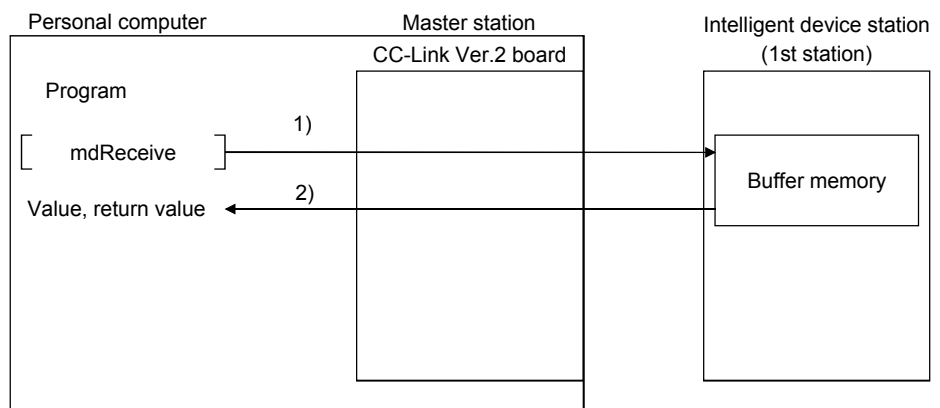 Personal computer
Master station
Intelligent device station
(1st station)
CC-Link Ver.2 board
Program
1)
mdReceive
Buffer memory
2)
Value, return value